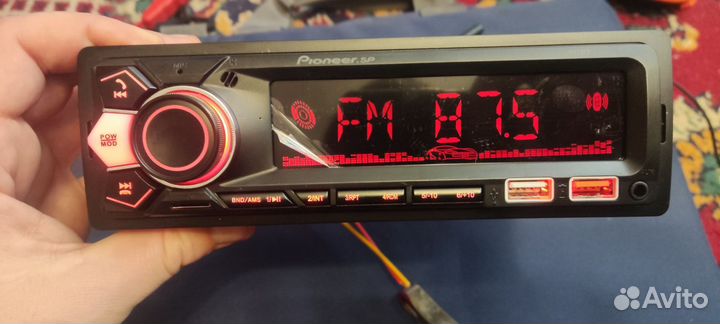 Pioneer.SP
MIC
FM 87.5
POW
MOD
BND/AMS 1/▶II 2/INT 3/RPT 4/RDM 5/-10 6/+10
Avito